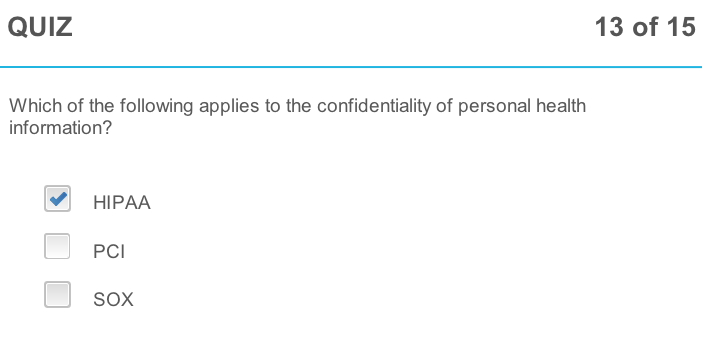 QUIZ 13 of 15
Which of the following applies to the confidentiality of personal health
information?
HIPAA
PCI
SOX